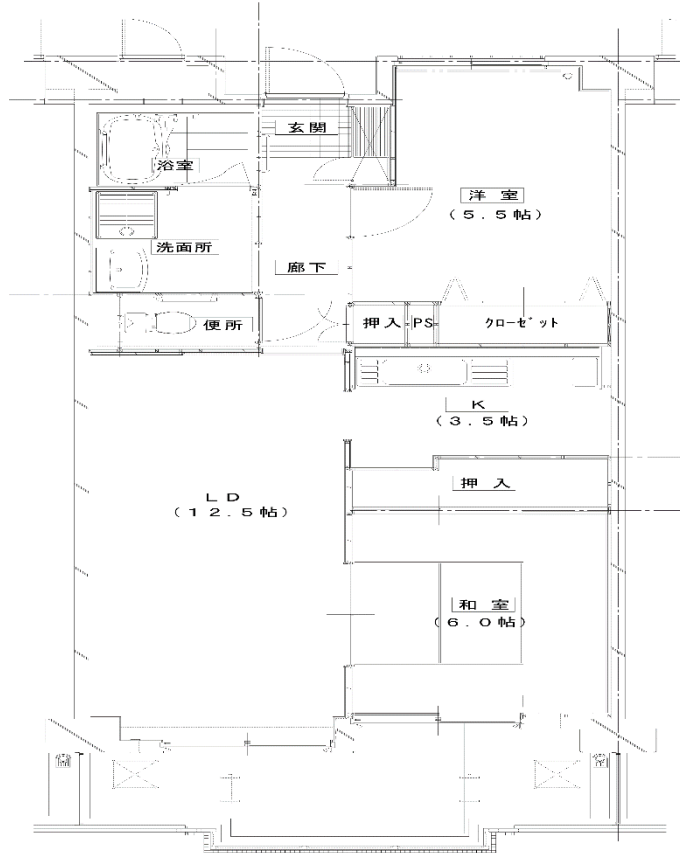 玄関
浴室
洋室
(5.5帖)
洗面所
廊下
便所
押入
PS
クローゼット
K
(3.5帖)
押入
LD
(12.5帖)
和室
(6.0帖)